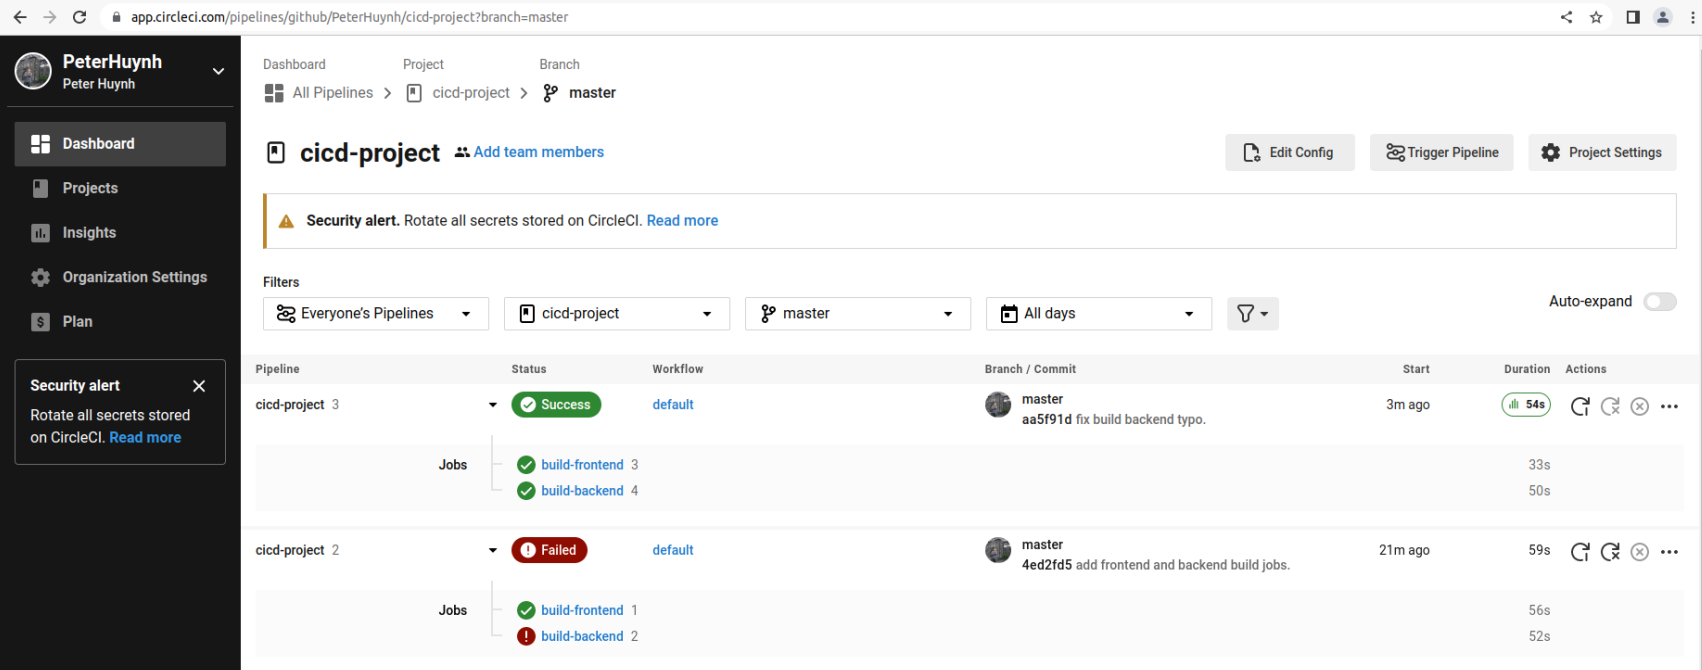 app.circleci.com/pipelines/github/PeterHuynh/cicd-project?branch=master
PeterHuynh
Peter Huynh
Dashboard
Projects
Insights
Organization Settings
Plan
Security alert
Rotate all secrets stored
on CircleCI. Read more
Dashboard Project Branch
All Pipelines cicd-project master
cicd-project Add team members Edit Config Trigger Pipeline Project Settings
Security alert. Rotate all secrets stored on CircleCI. Read more
Filters
Everyone’s Pipelines cicd-project master All days Auto-expand
Pipeline Status Workflow Branch / Commit Start Duration Actions
cicd-project 3 Success default master 3m ago 54s
aa5f91d fix build backend typo.
Jobs build-frontend 3 33s
build-backend 4 50s
cicd-project 2 Failed default master 21m ago 59s
4ed2fd5 add frontend and backend build jobs.
Jobs build-frontend 1 56s
build-backend 2 52s